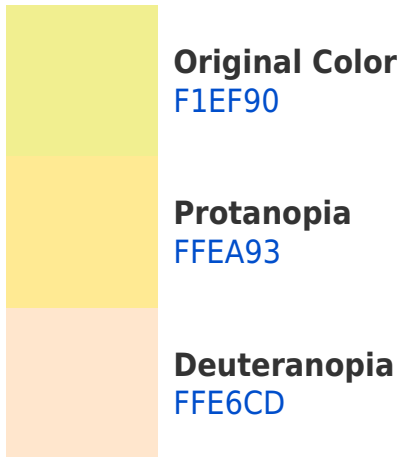 Original Color
F1EF90
Protanopia
FFEA93
Deuteranopia
FFE6CD